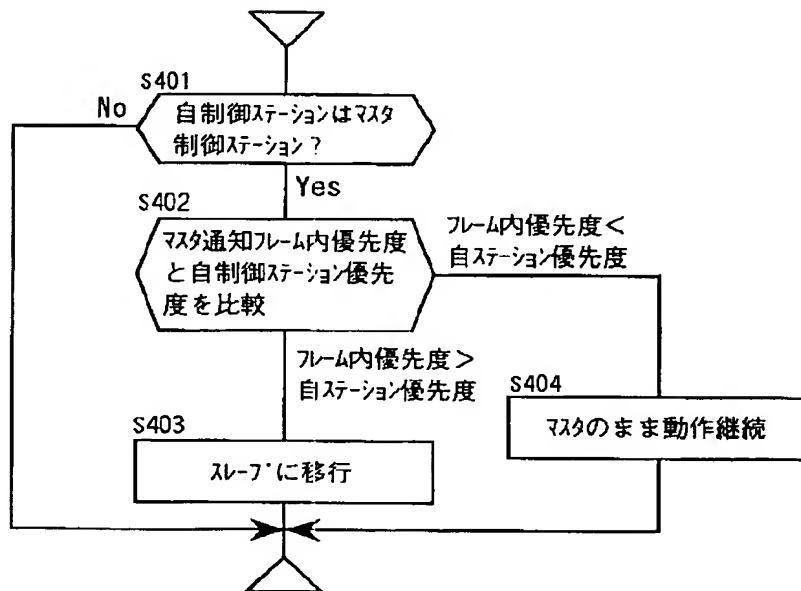 S401
No
自制御ｽﾃｰｼｮﾝはﾏｽﾀ
制御ｽﾃｰｼｮﾝ？
Yes
S402
ﾏｽﾀ通知ﾌﾚｰﾑ内優先度
と自制御ｽﾃｰｼｮﾝ優先
度を比較
ﾌﾚｰﾑ内優先度＜
自ｽﾃｰｼｮﾝ優先度
ﾌﾚｰﾑ内優先度＞
自ｽﾃｰｼｮﾝ優先度
S403
ｽﾚｰﾌﾞに移行
S404
ﾏｽﾀのまま動作継続